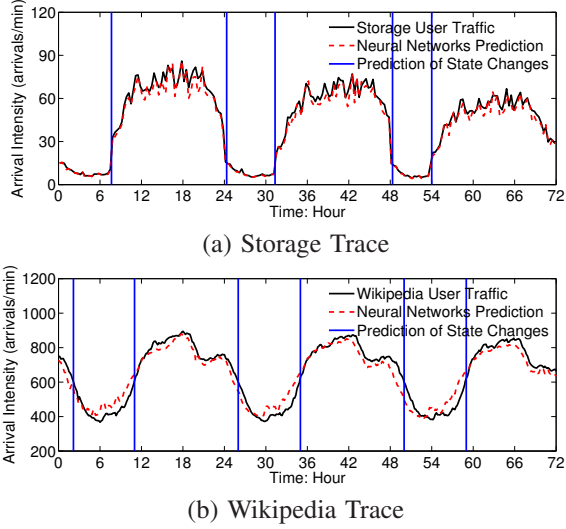 120
90
60
30
0
Arrival Intensity (arrivals/min)
Storage User Traffic
Neural Networks Prediction
Prediction of State Changes
0 6 12 18 24 30 36 42 48 54 60 66 72
Time: Hour
(a) Storage Trace
1200
1000
800
600
400
200
Arrival Intensity (arrivals/min)
Wikipedia User Traffic
Neural Networks Prediction
Prediction of State Changes
0 6 12 18 24 30 36 42 48 54 60 66 72
Time: Hour
(b) Wikipedia Trace